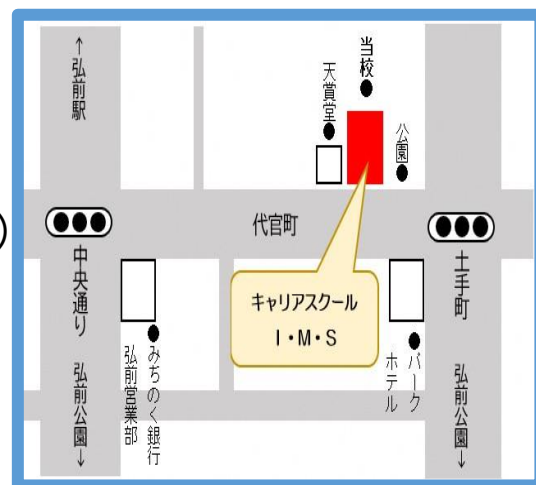 ↑弘前駅
天賞堂
当校
公園
代官町
中央通り
弘前公園↓
みちのく銀行
弘前営業部
キャリアスクール
I・M・S
パーク
ホテル
土手町
弘前公園↓